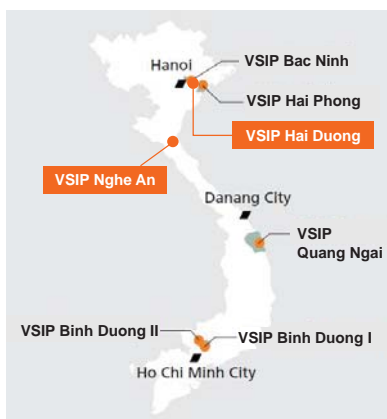 Hanoi
VSIP Bac Ninh
VSIP Hai Phong
VSIP Hai Duong
VSIP Nghe An
Danang City
VSIP
Quang Ngai
VSIP Binh Duong II
VSIP Binh Duong I
Ho Chi Minh City